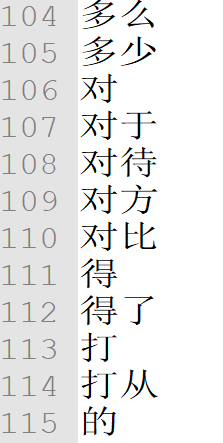 104 多么
105 多少
106 对
107 对于
108 对待
109 对方
110 对比
111 得
112 得了
113 打
114 打从
115 的